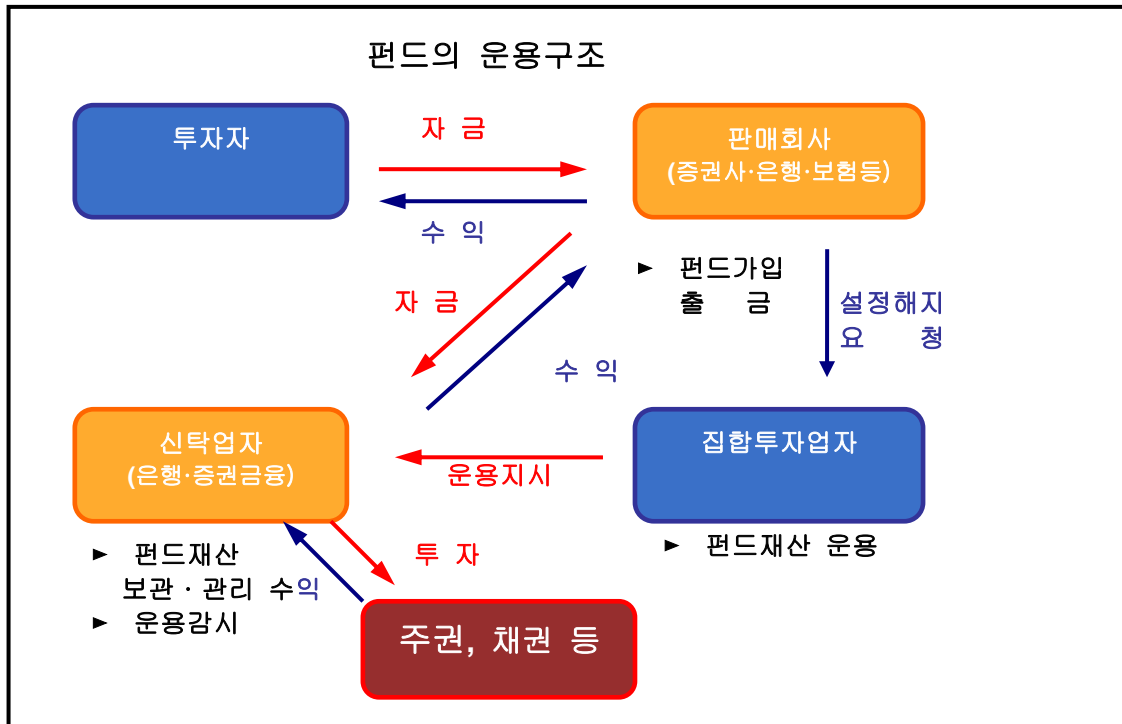 펀드의 운용구조
투자자
자 금
판매회사
(증권사·은행·보험등)
수 익
► 펀드가입
출 금
자 금
설정해지
요 청
수 익
신탁업자
(은행·증권금융)
집합투자업자
운용지시
► 펀드재산 운용
► 펀드재산
보관 · 관리 수익
► 운용감시
투 자
주권, 채권 등